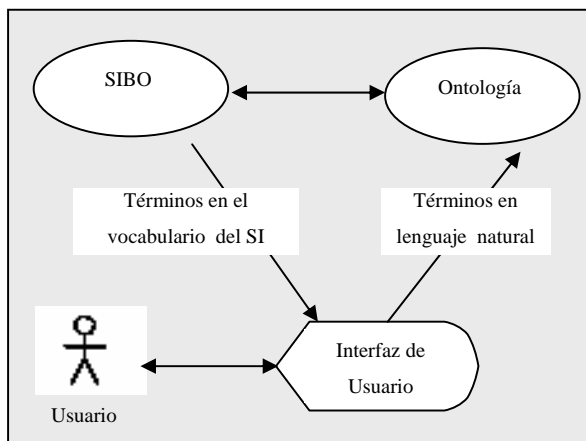 SIBO
Ontología
Términos en el
vocabulario del SI
Términos en
lenguaje natural
Interfaz de
Usuario
Usuario